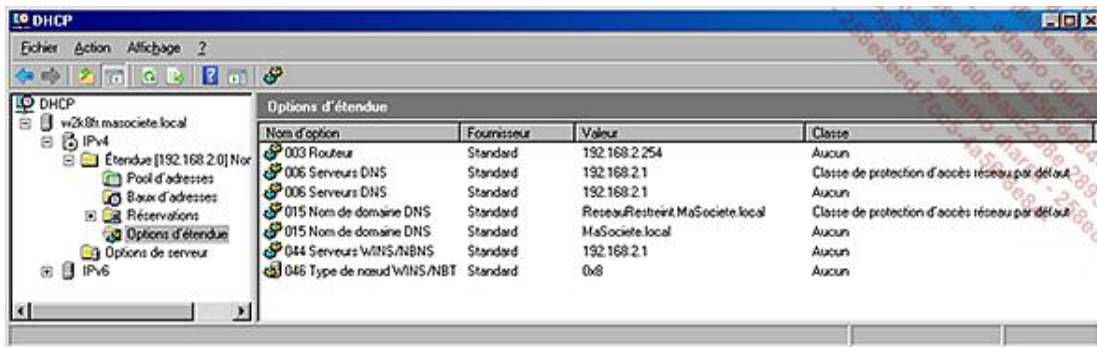 DHCP
Fichier Action Affichage ?
DHCP
w2k8fr.masociete.local
IPv4
Étendue [192.168.2.0] Nor
Pool d'adresses
Baux d'adresses
Réservations
Options d'étendue
Options de serveur
IPv6
Options d'étendue
Nom d'option Fournisseur Valeur Classe
003 Routeur Standard 192.168.2.254 Aucun
006 Serveurs DNS Standard 192.168.2.1 Classe de protection d'accès réseau par défaut
006 Serveurs DNS Standard 192.168.2.1 Aucun
015 Nom de domaine DNS Standard ReseauRestreint.MaSociete.local Classe de protection d'accès réseau par défaut
015 Nom de domaine DNS Standard MaSociete.local Aucun
044 Serveurs WINS/NBNS Standard 192.168.2.1 Aucun
046 Type de nœud WINS/NBT Standard 0x8 Aucun